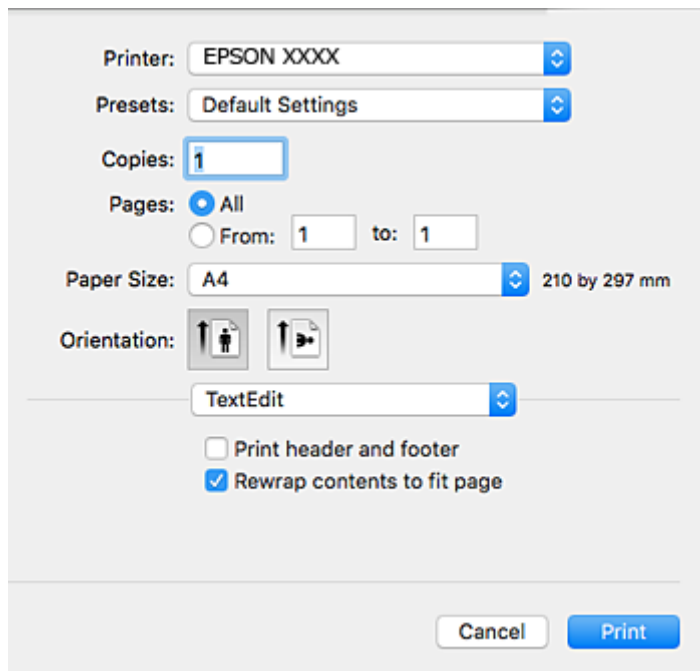 Printer: EPSON XXXX
Presets: Default Settings
Copies: 1
Pages: All
From: 1 to: 1
Paper Size: A4 210 by 297 mm
Orientation:
TextEdit
Print header and footer
Rewrap contents to fit page
Cancel Print